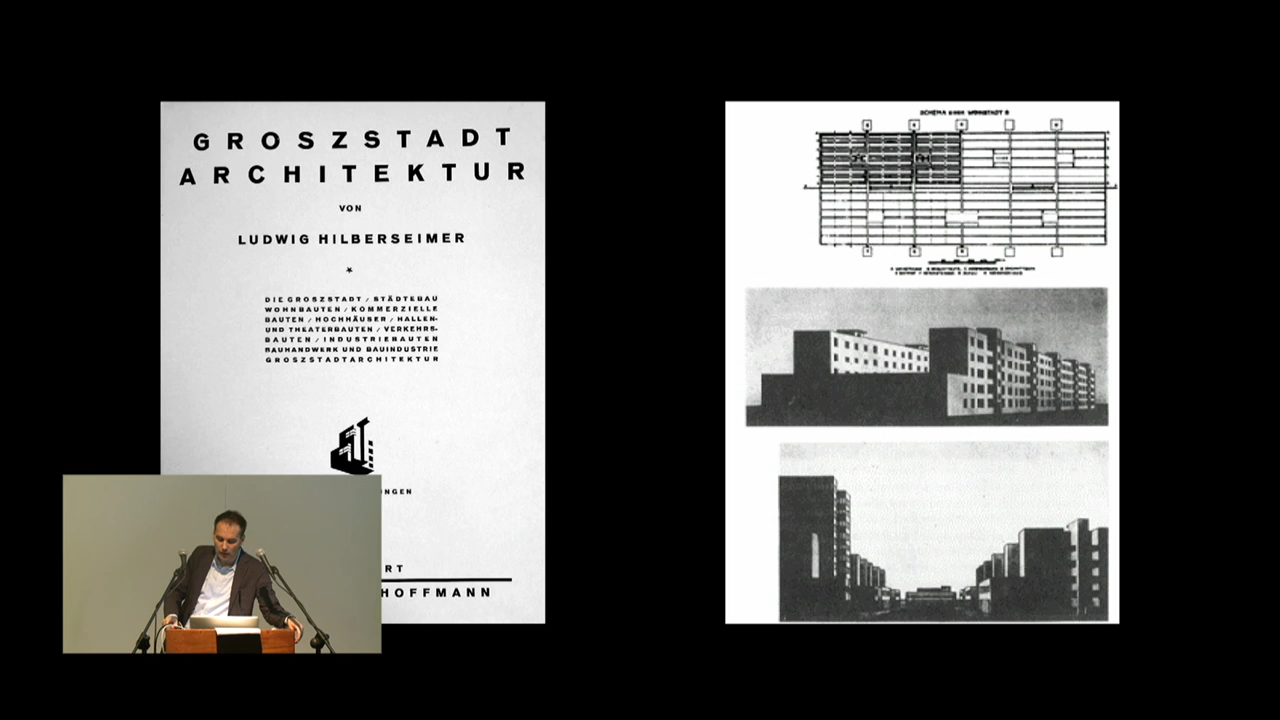 GROSZSTADT
ARCHITEKTUR
VON
LUDWIG HILBERSEIMER
*
DIE GROSZSTADT / STÄDTEBAU
WOHNBAUTEN / KOMMERZIELLE
BAUTEN / HOCHHÄUSER / HALLEN-
UND THEATERBAUTEN / VERKEHRS-
BAUTEN / INDUSTRIEBAUTEN
BAUHANDWERK UND BAUINDUSTRIE
GROSZSTADTARCHITEKTUR
NGEN
RT
HOFFMANN
SCHEMA EINER WOHNSTADT